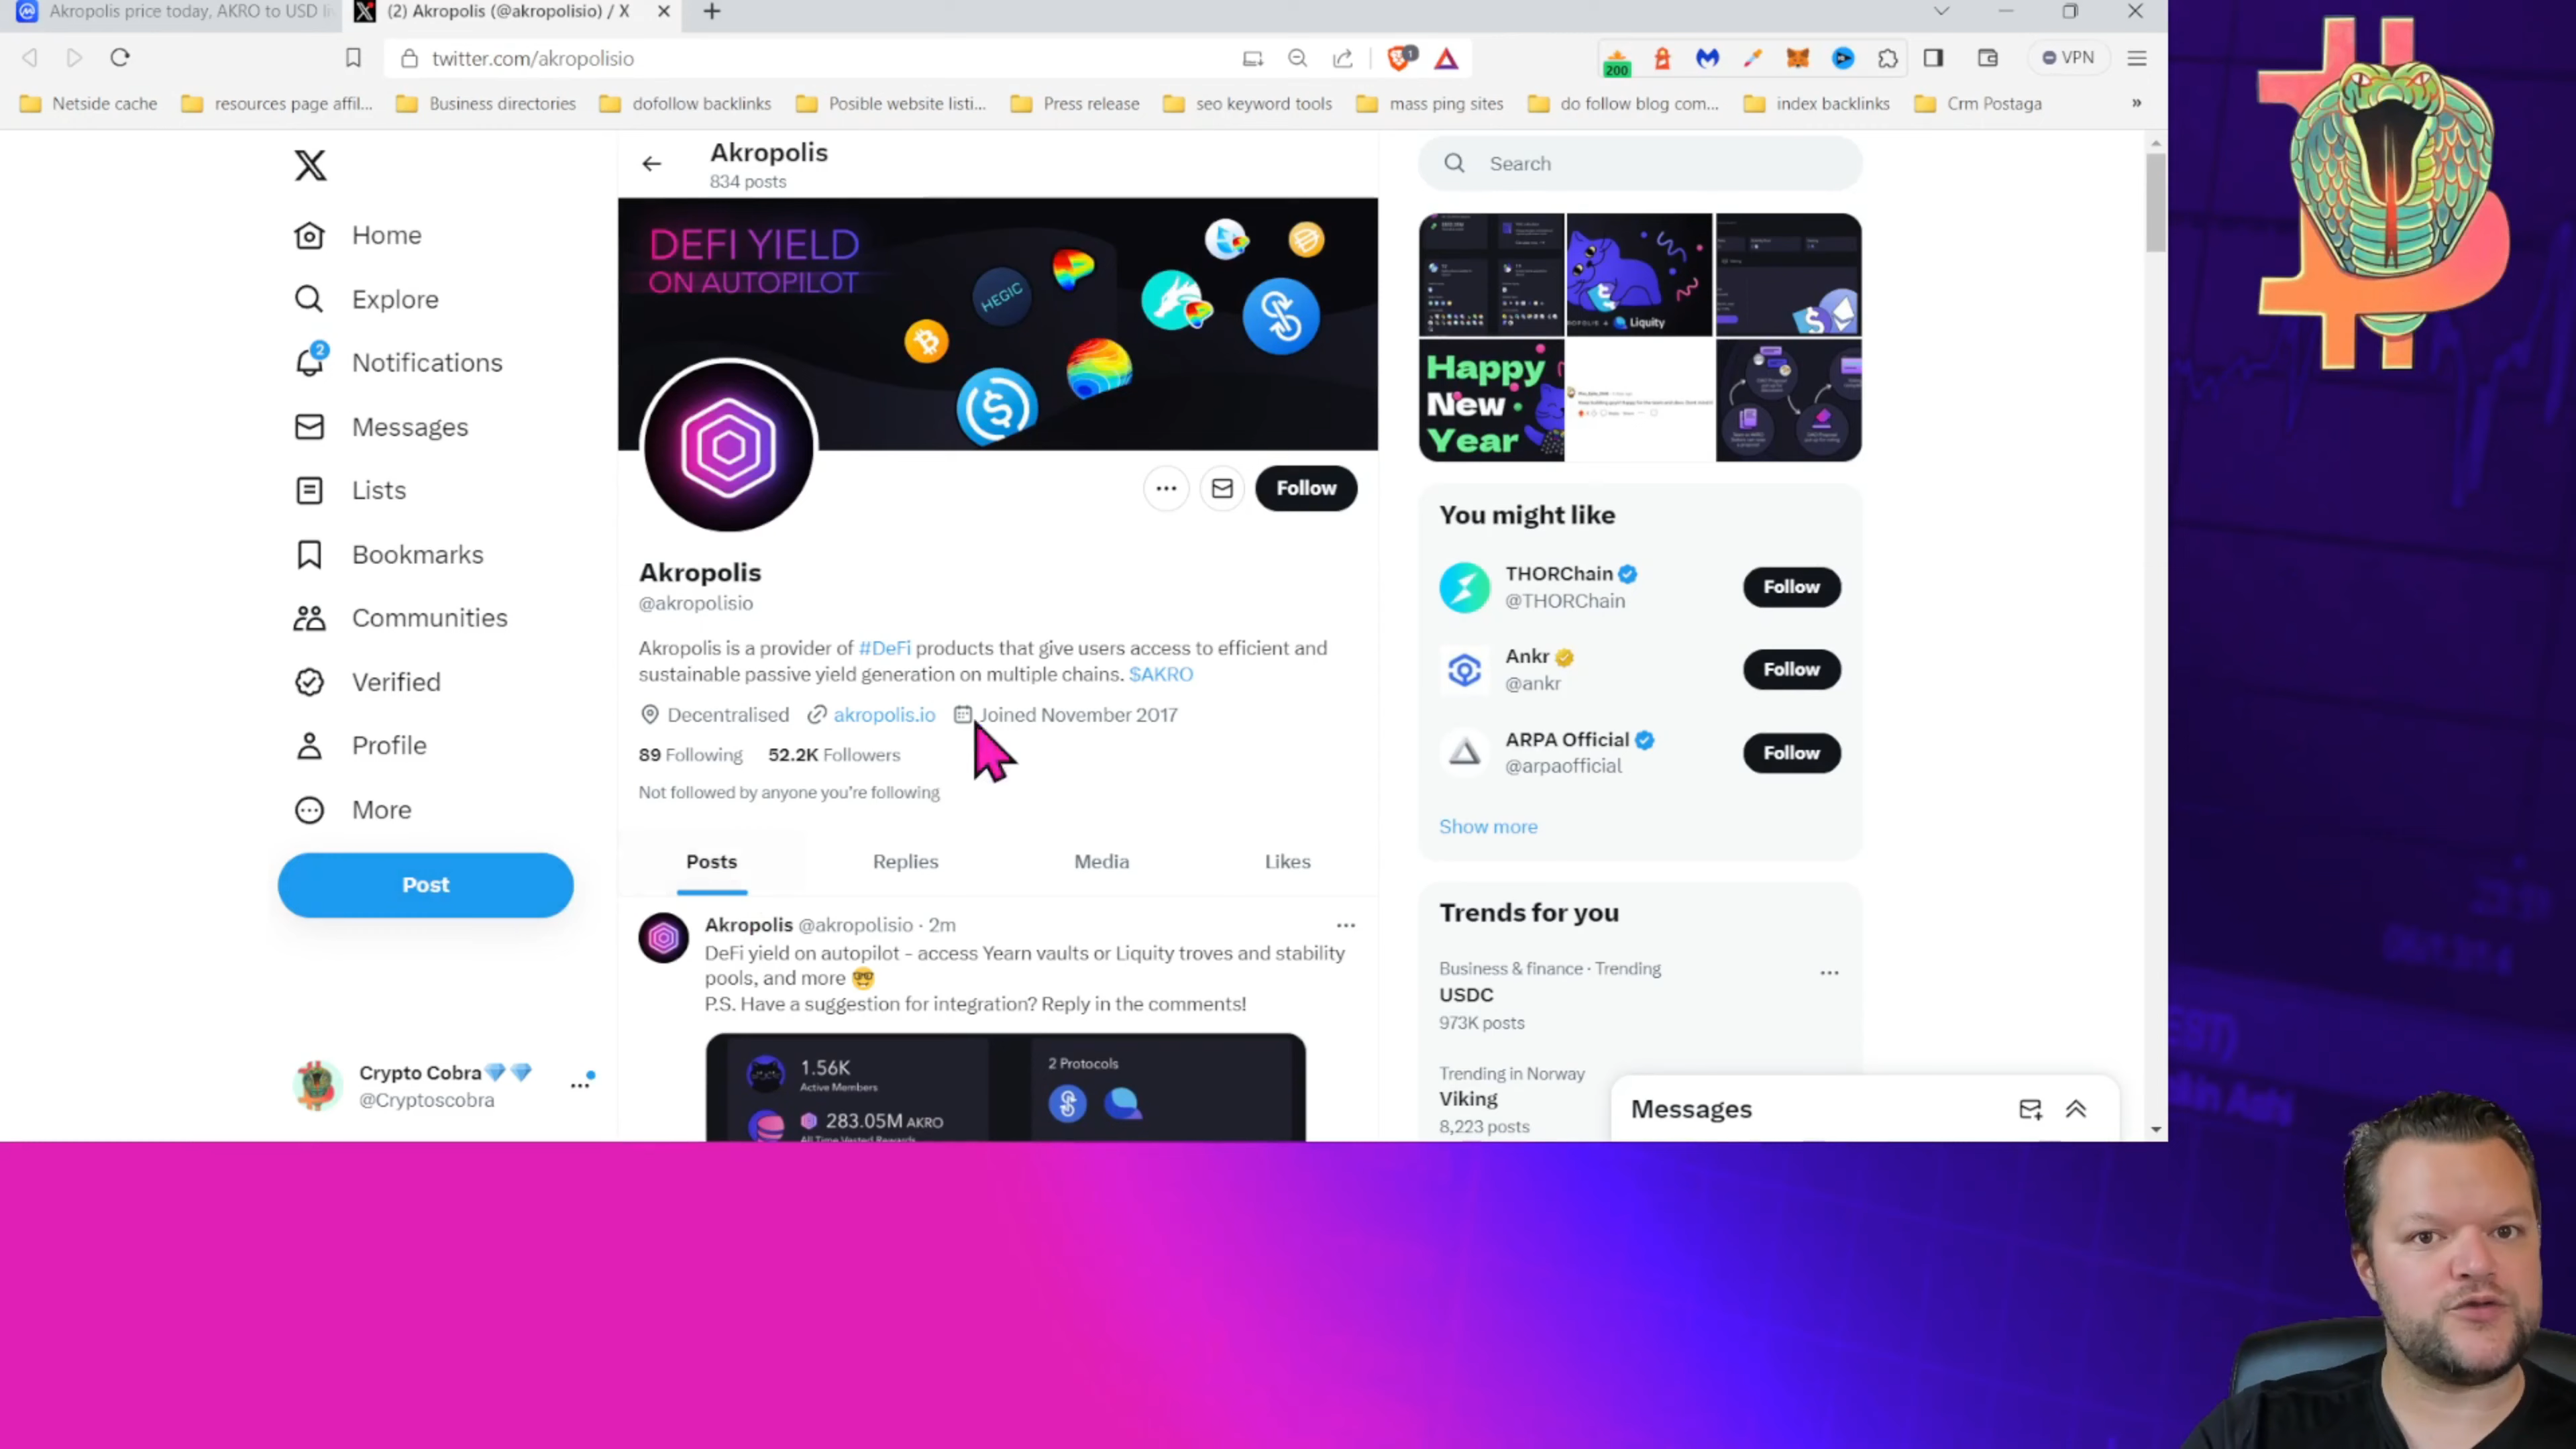 Akropolis price today, AKRO to USD li
(2) Akropolis (@akropolisio) / X
twitter.com/akropolisio
1
200
VPN
Netside cache
resources page affil...
Business directories
dofollow backlinks
Posible website listi...
Press release
seo keyword tools
mass ping sites
do follow blog com...
index backlinks
Crm Postaga
Home
Explore
2
Notifications
Messages
Lists
Bookmarks
Communities
Verified
Profile
More
Post
Crypto Cobra
@Cryptoscobra
Akropolis
834 posts
DEFI YIELD
ON AUTOPILOT
HEGIC
Follow
Akropolis
@akropolisio
Akropolis is a provider of #DeFi products that give users access to efficient and
sustainable passive yield generation on multiple chains. $AKRO
Decentralised akropolis.io Joined November 2017
89 Following 52.2K Followers
Not followed by anyone you're following
Posts Replies Media Likes
Akropolis @akropolisio · 2m
DeFi yield on autopilot - access Yearn vaults or Liquity troves and stability
pools, and more
P.S. Have a suggestion for integration? Reply in the comments!
1.56K
Active Members
283.05M AKRO
All Time Vested Rewards
2 Protocols
Search
Liquity
Happy
New
Year
You might like
THORChain
@THORChain
Follow
Ankr
@ankr
Follow
ARPA Official
@arpaofficial
Follow
Show more
Trends for you
Business & finance · Trending
USDC
973K posts
Trending in Norway
Viking
8,223 posts
Messages